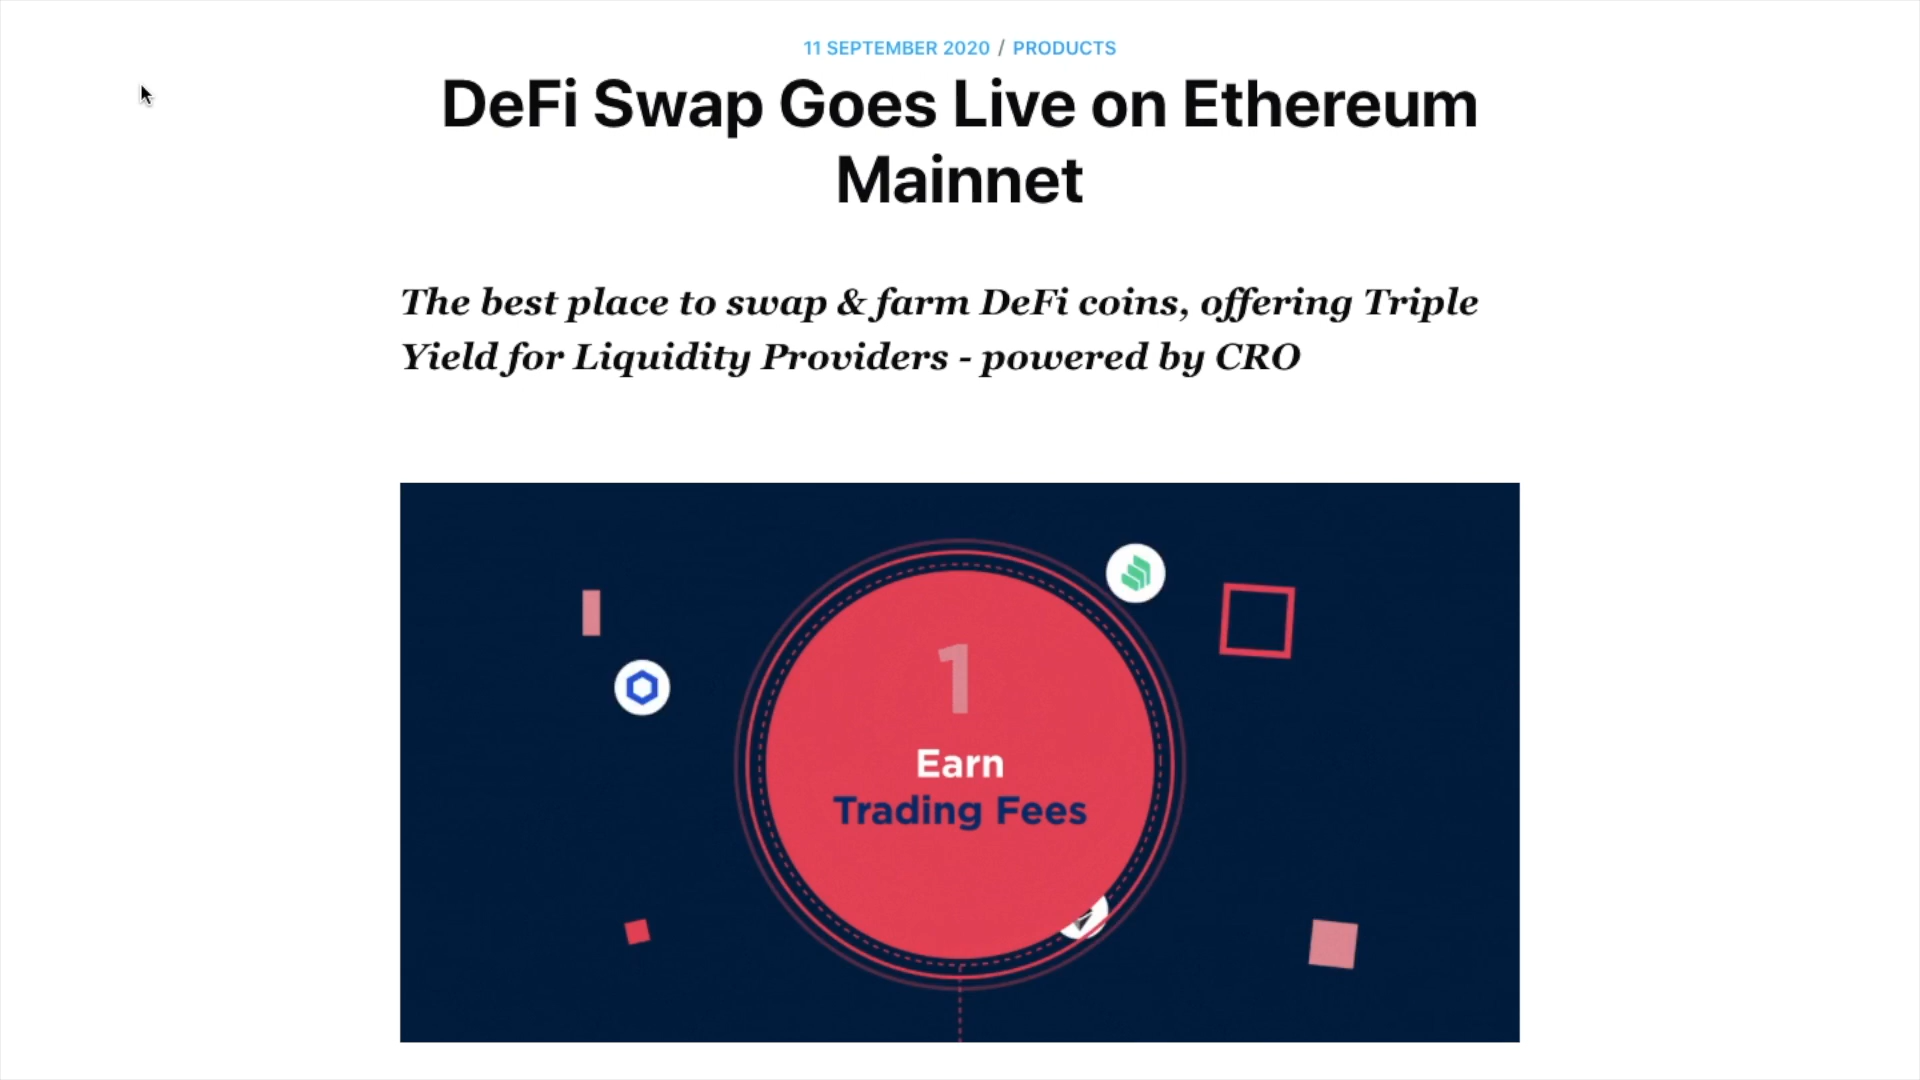 11 SEPTEMBER 2020 / PRODUCTS
DeFi Swap Goes Live on Ethereum
Mainnet
The best place to swap & farm DeFi coins, offering Triple
Yield for Liquidity Providers - powered by CRO
1
Earn
Trading Fees